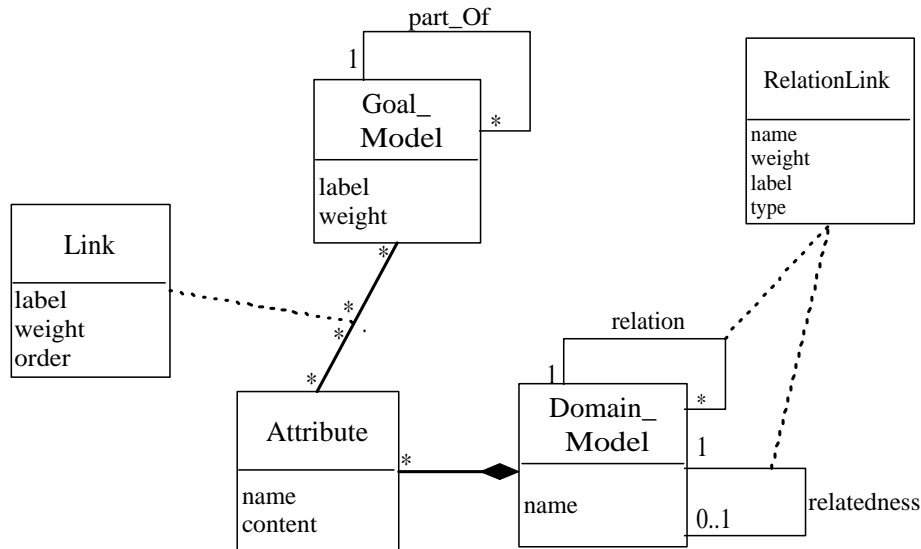 part_Of
1
Goal_
Model
*
label
weight
RelationLink
name
weight
label
type
Link
label
weight
order
*
*
*
*
relation
1
*
Attribute
name
content
*
Domain_
Model
name
1
0..1
relatedness